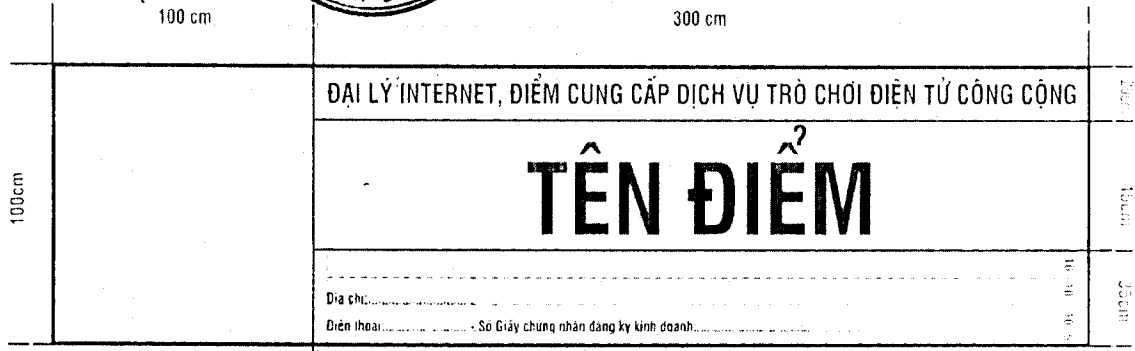 100 cm
300 cm
100cm
ĐẠI LÝ INTERNET, ĐIỂM CUNG CẤP DỊCH VỤ TRÒ CHƠI ĐIỆN TỬ CÔNG CỘNG
TÊN ĐIỂM
Địa chỉ:
Điện thoại: - Số Giấy chứng nhận đăng ký kinh doanh: